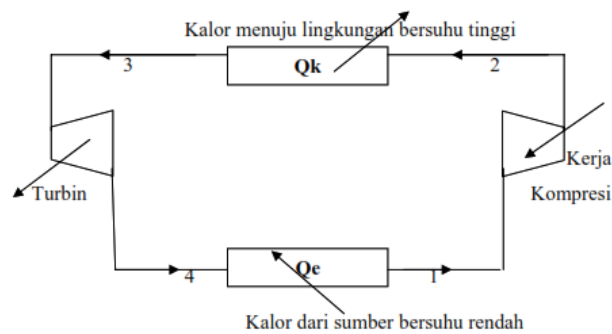 Kalor menuju lingkungan bersuhu tinggi
3
Qk
2
Turbin
Kerja
Kompresi
4
Qe
1
Kalor dari sumber bersuhu rendah